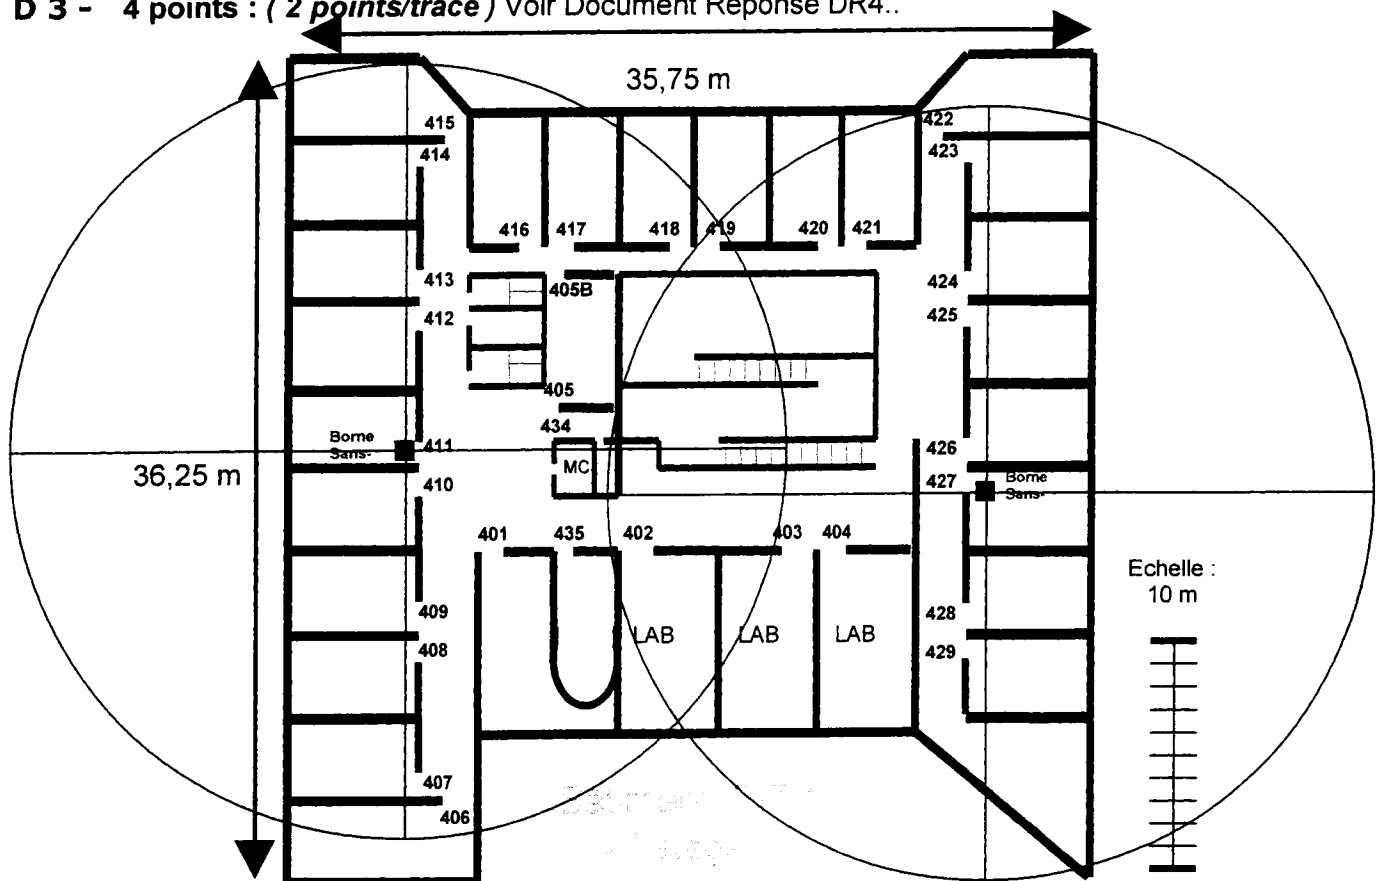 D 3 - 4 points : ( 2 points/tracé ) Voir Document Réponse DR4..
35,75 m
415
422
414
423
416 417 418 419 420 421
413
424
405B
412
425
405
434
Borne
Sans-
411
426
MC
36,25 m
410
427
Borne
Sans-
401 435 402 403 404
Echelle :
10 m
409
428
LAB LAB LAB
408
429
407
406